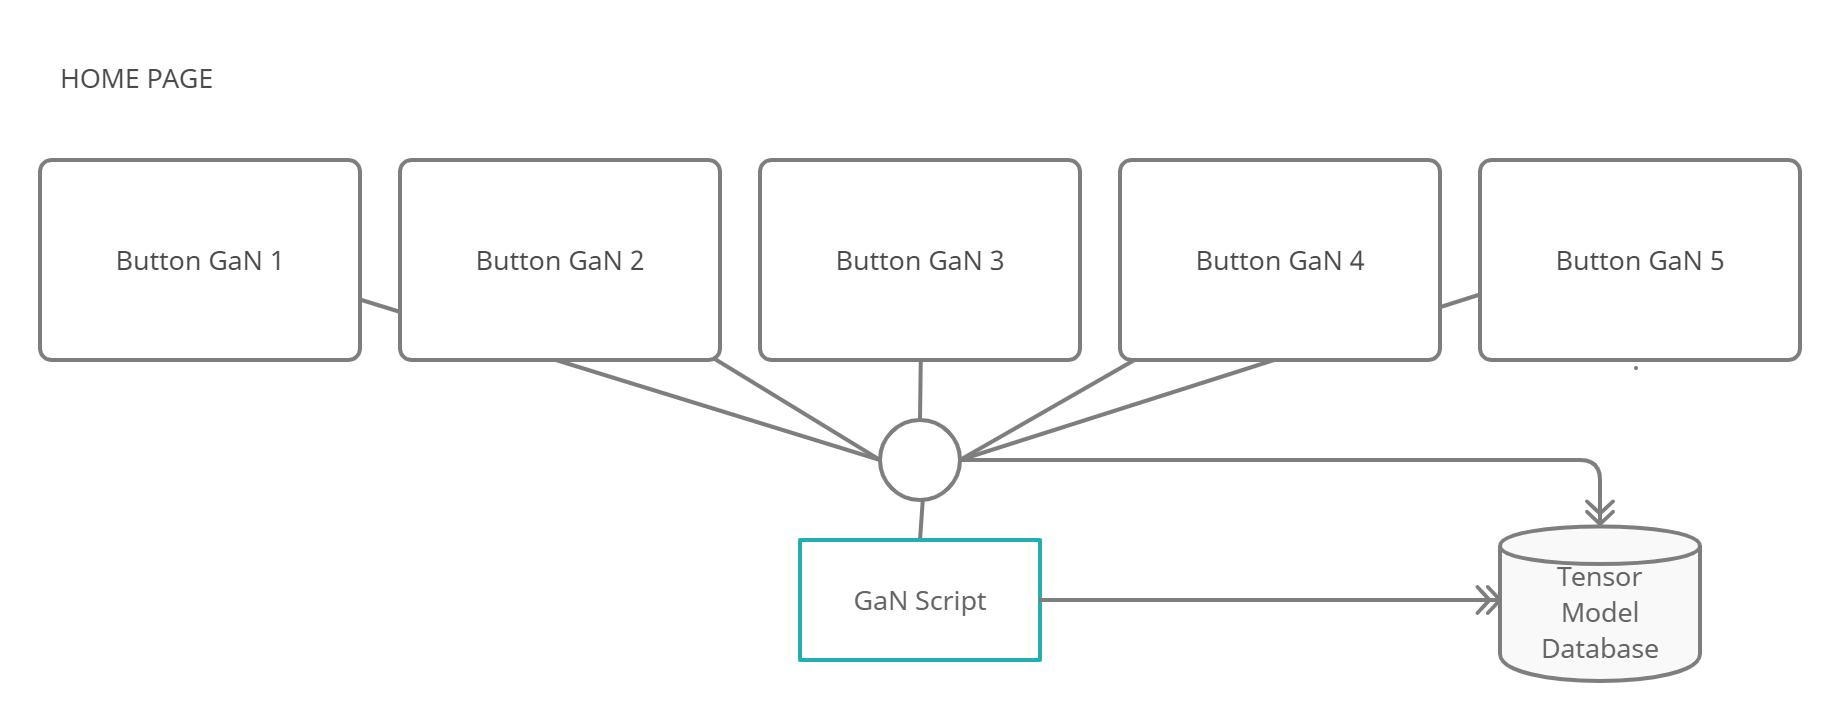 HOME PAGE
Button GaN 1
Button GaN 2
Button GaN 3
Button GaN 4
Button GaN 5
GaN Script
Tensor
Model
Database